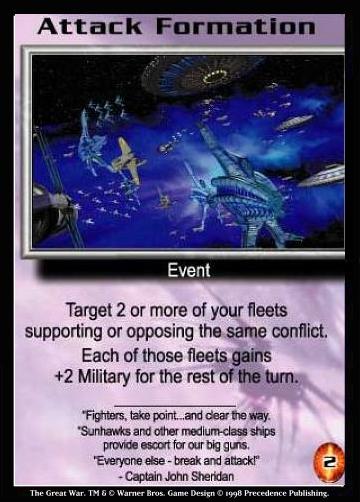 Attack Formation
Event
Target 2 or more of your fleets
supporting or opposing the same conflict.
Each of those fleets gains
+2 Military for the rest of the turn.
"Fighters, take point...and clear the way.
"Sunhawks and other medium-class ships
provide escort for our big guns.
"Everyone else - break and attack!"
- Captain John Sheridan
2
The Great War. TM & © Warner Bros. Game Design © 1998 Precedence Publishing.